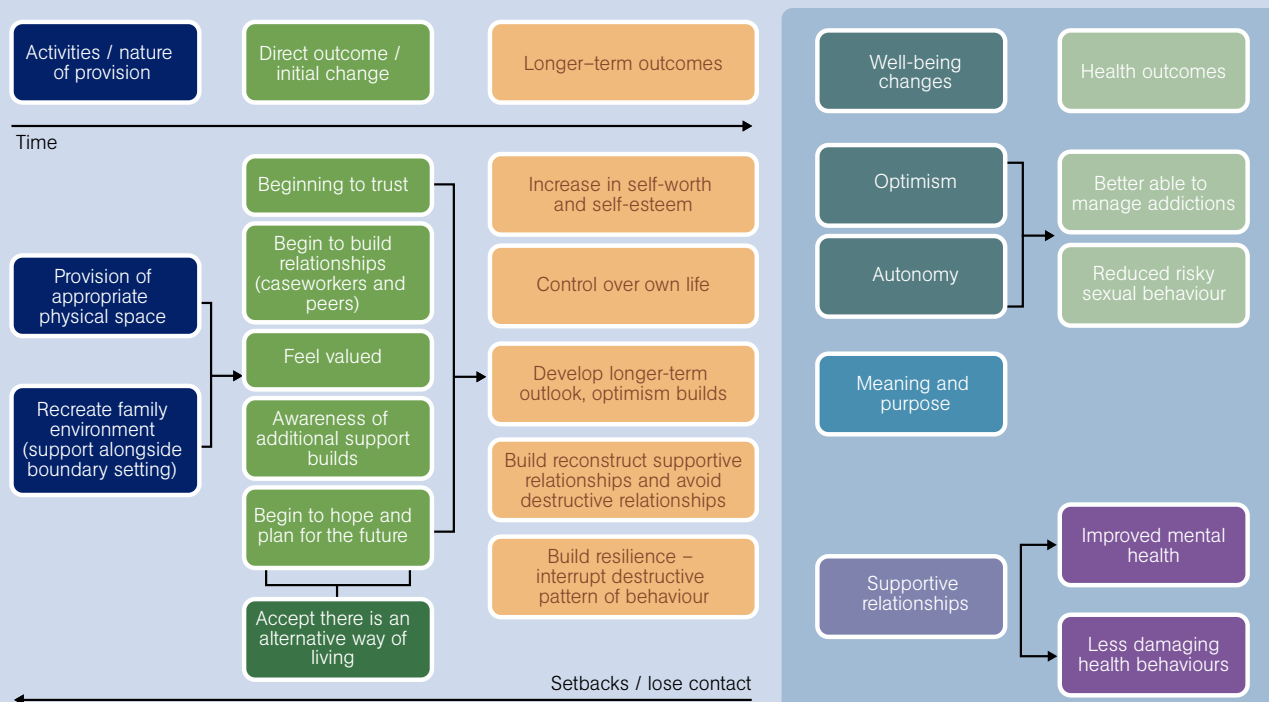 Activities / nature
of provision
Direct outcome /
initial change
Longer–term outcomes
Well-being
changes
Health outcomes
Time
Provision of
appropriate
physical space
Recreate family
environment
(support alongside
boundary setting)
Beginning to trust
Begin to build
relationships
(caseworkers and
peers)
Feel valued
Awareness of
additional support
builds
Begin to hope and
plan for the future
Accept there is an
alternative way of
living
Increase in self-worth
and self-esteem
Control over own life
Develop longer-term
outlook, optimism builds
Build reconstruct supportive
relationships and avoid
destructive relationships
Build resilience –
interrupt destructive
pattern of behaviour
Setbacks / lose contact
Optimism
Autonomy
Better able to
manage addictions
Reduced risky
sexual behaviour
Meaning and
purpose
Supportive
relationships
Improved mental
health
Less damaging
health behaviours